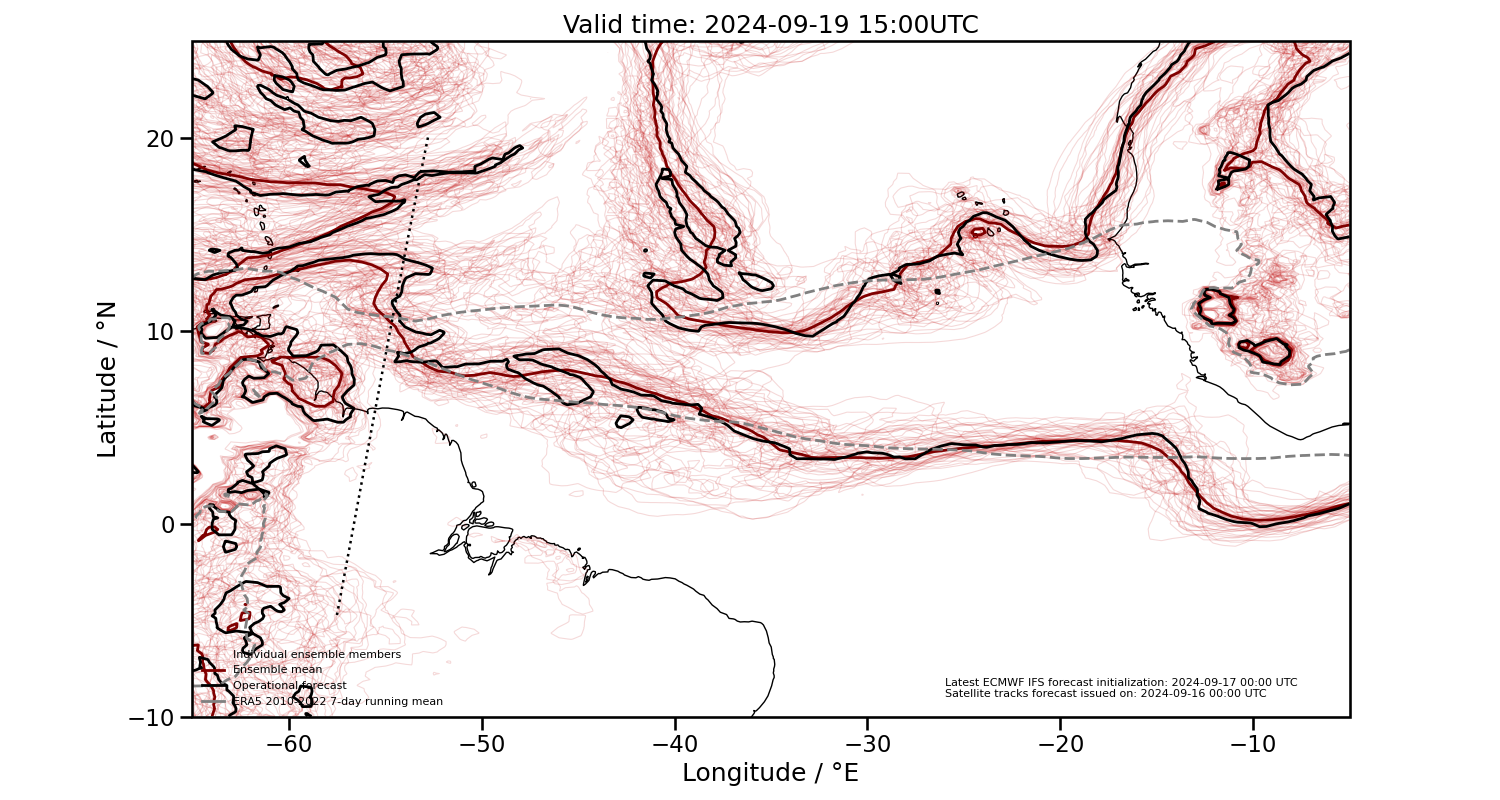 Valid time: 2024-09-19 15:00UTC
Latitude / °N
20
10
0
−10
Individual ensemble members
Ensemble mean
Operational forecast
ERA5 2010-2022 7-day running mean
Latest ECMWF IFS forecast initialization: 2024-09-17 00:00 UTC
Satellite tracks forecast issued on: 2024-09-16 00:00 UTC
−60 −50 −40 −30 −20 −10
Longitude / °E